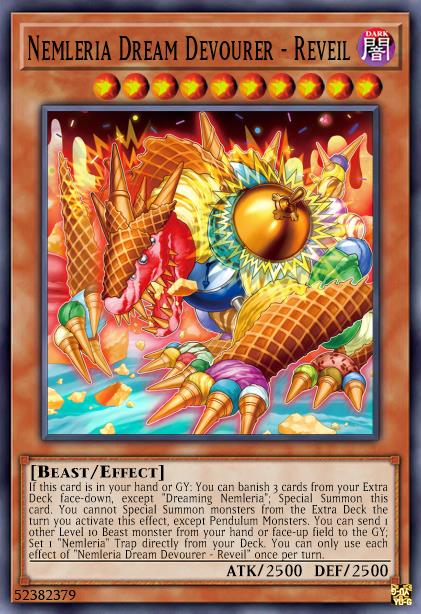 Nemleria Dream Devourer - Reveil
DARK
闇
[Beast/Effect]
If this card is in your hand or GY: You can banish 3 cards from your Extra
Deck face-down, except "Dreaming Nemleria"; Special Summon this
card. You cannot Special Summon monsters from the Extra Deck the
turn you activate this effect, except Pendulum Monsters. You can send 1
other Level 10 Beast monster from your hand or face-up field to the GY;
Set 1 "Nemleria" Trap directly from your Deck. You can only use each
effect of "Nemleria Dream Devourer - Reveil" once per turn.
ATK/2500 DEF/2500
52382379